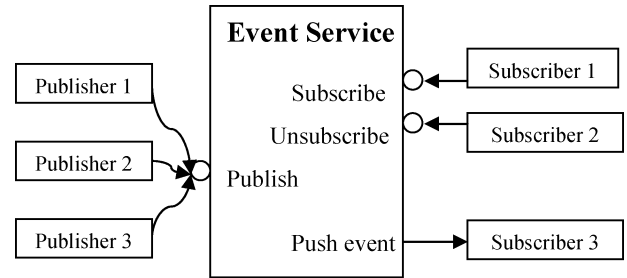 Event Service
Publisher 1
Publisher 2
Publisher 3
Subscribe
Unsubscribe
Publish
Push event
Subscriber 1
Subscriber 2
Subscriber 3